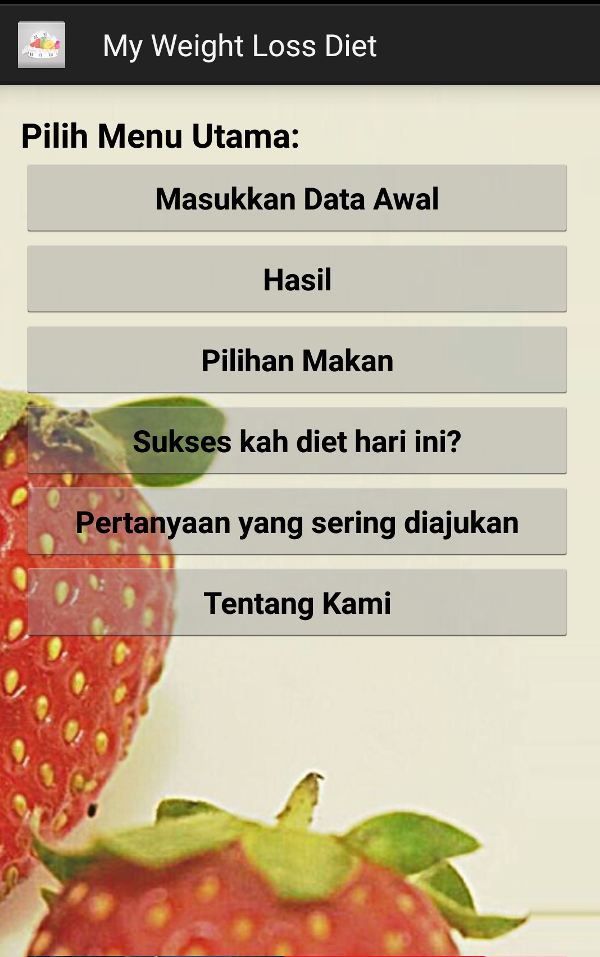 My Weight Loss Diet
Pilih Menu Utama:
Masukkan Data Awal
Hasil
Pilihan Makan
Sukses kah diet hari ini?
Pertanyaan yang sering diajukan
Tentang Kami